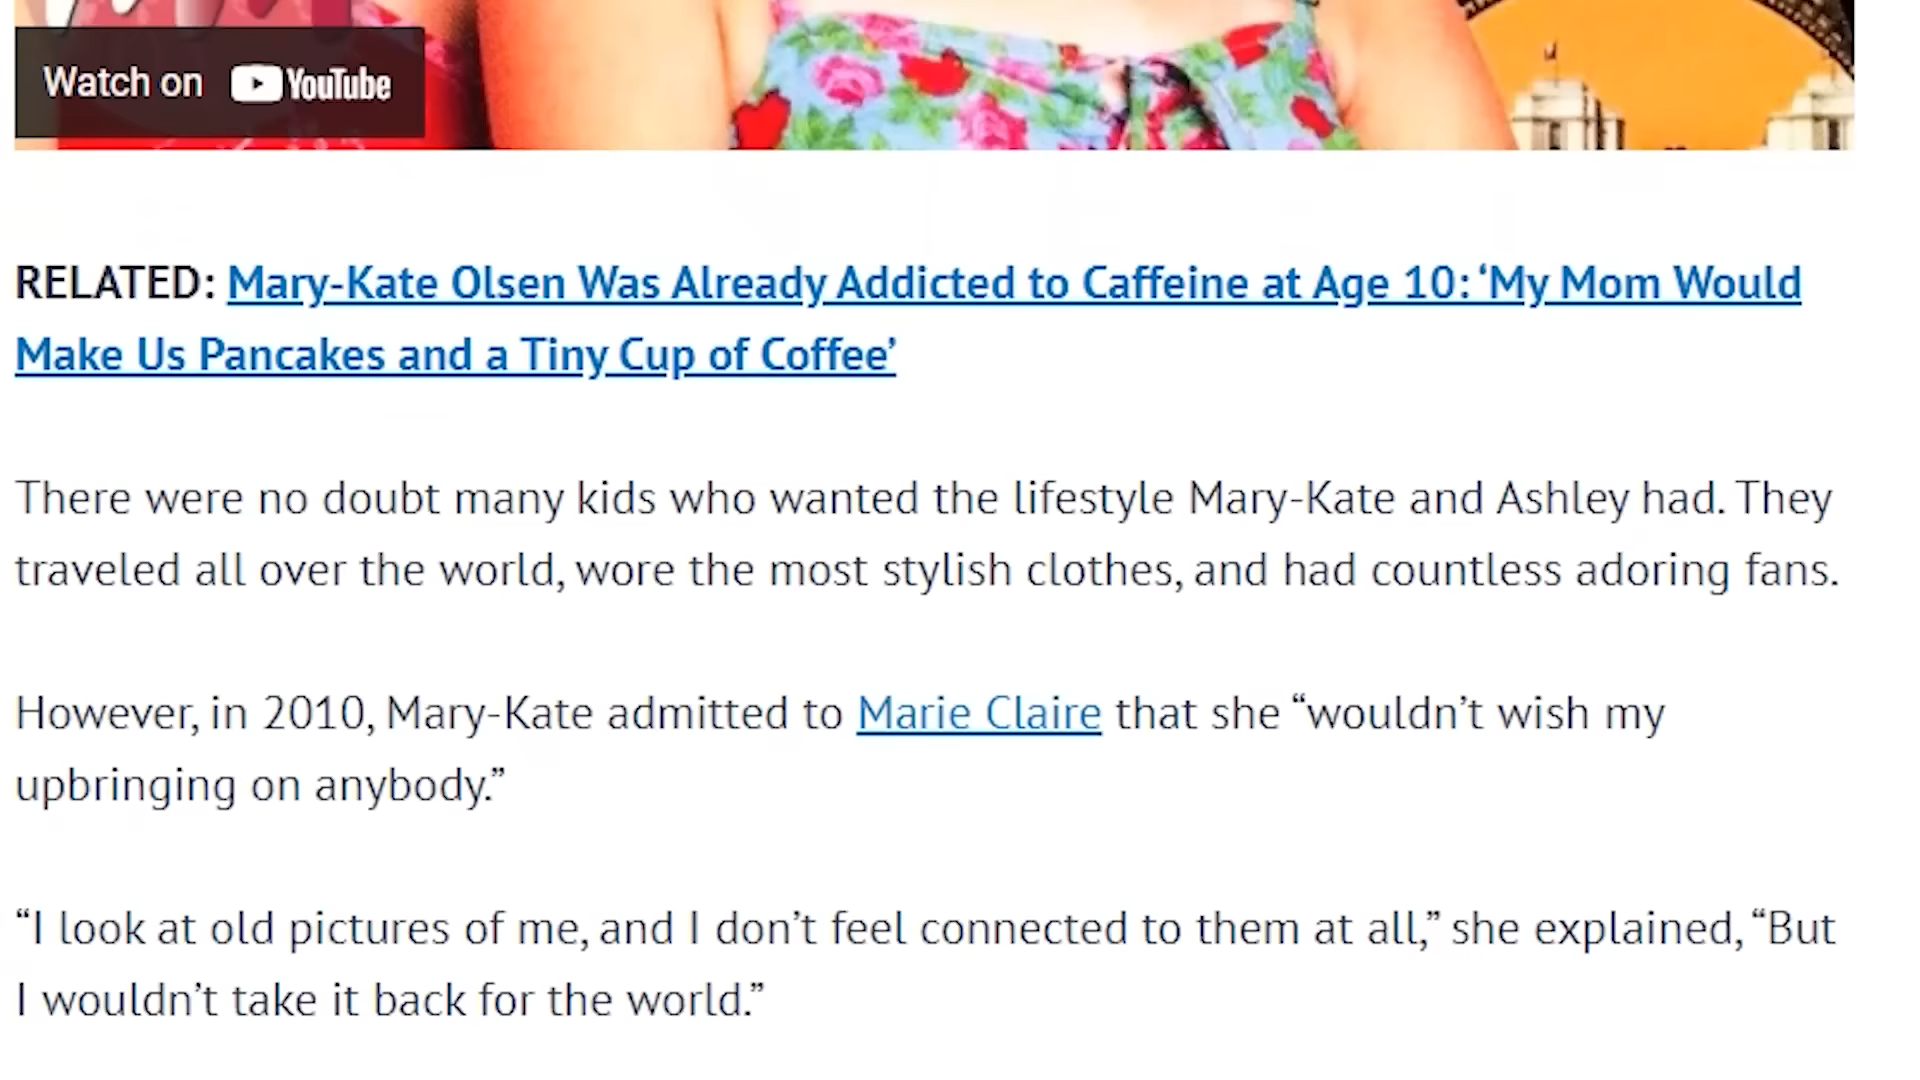 Watch on YouTube
RELATED: Mary-Kate Olsen Was Already Addicted to Caffeine at Age 10: ‘My Mom Would
Make Us Pancakes and a Tiny Cup of Coffee’
There were no doubt many kids who wanted the lifestyle Mary-Kate and Ashley had. They
traveled all over the world, wore the most stylish clothes, and had countless adoring fans.
However, in 2010, Mary-Kate admitted to Marie Claire that she “wouldn’t wish my
upbringing on anybody.”
“I look at old pictures of me, and I don’t feel connected to them at all,” she explained, “But
I wouldn’t take it back for the world.”